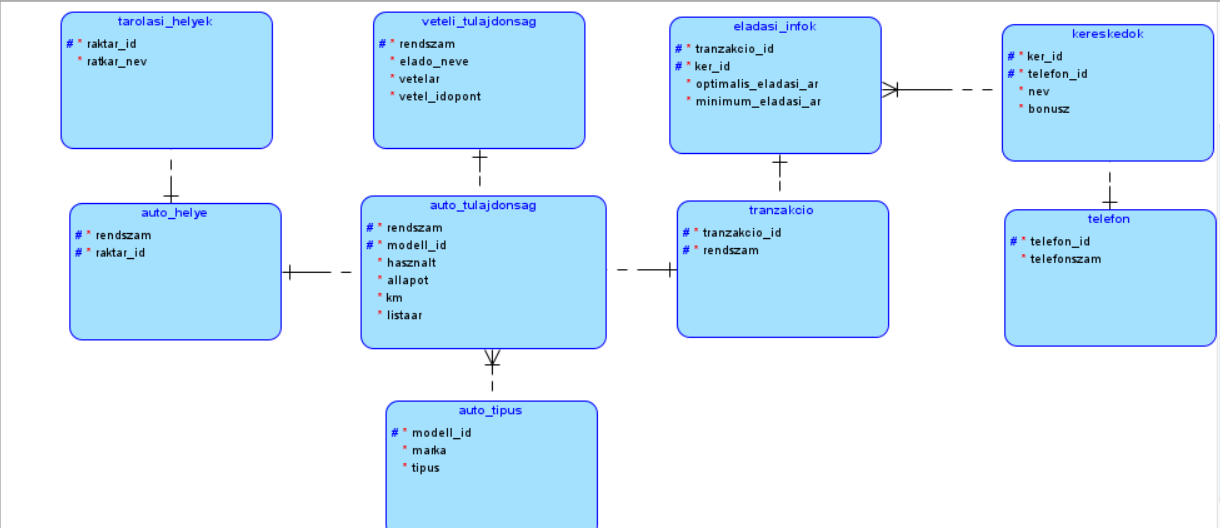 tarolasi_helyek
# * raktar_id
* ratkar_nev
veteli_tulajdonsag
# * rendszam
* elado_neve
* vetelar
* vetel_idopont
eladasi_infok
# * tranzakcio_id
# * ker_id
* optimalis_eladasi_ar
* minimum_eladasi_ar
kereskedok
# * ker_id
# * telefon_id
* nev
* bonusz
auto_helye
# * rendszam
# * raktar_id
auto_tulajdonsag
# * rendszam
# * modell_id
* hasznalt
* allapot
* km
* listaar
tranzakcio
# * tranzakcio_id
# * rendszam
telefon
# * telefon_id
* telefonszam
auto_tipus
# * modell_id
* marka
* tipus